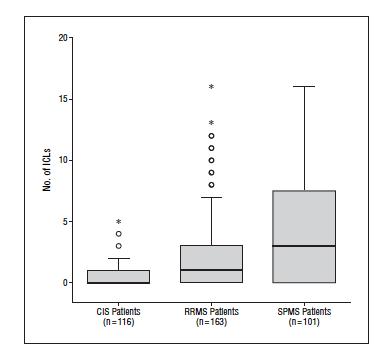 No. of ICLs
20
15
10
5
0
*
*
*
CIS Patients
(n=116)
RRMS Patients
(n=163)
SPMS Patients
(n=101)